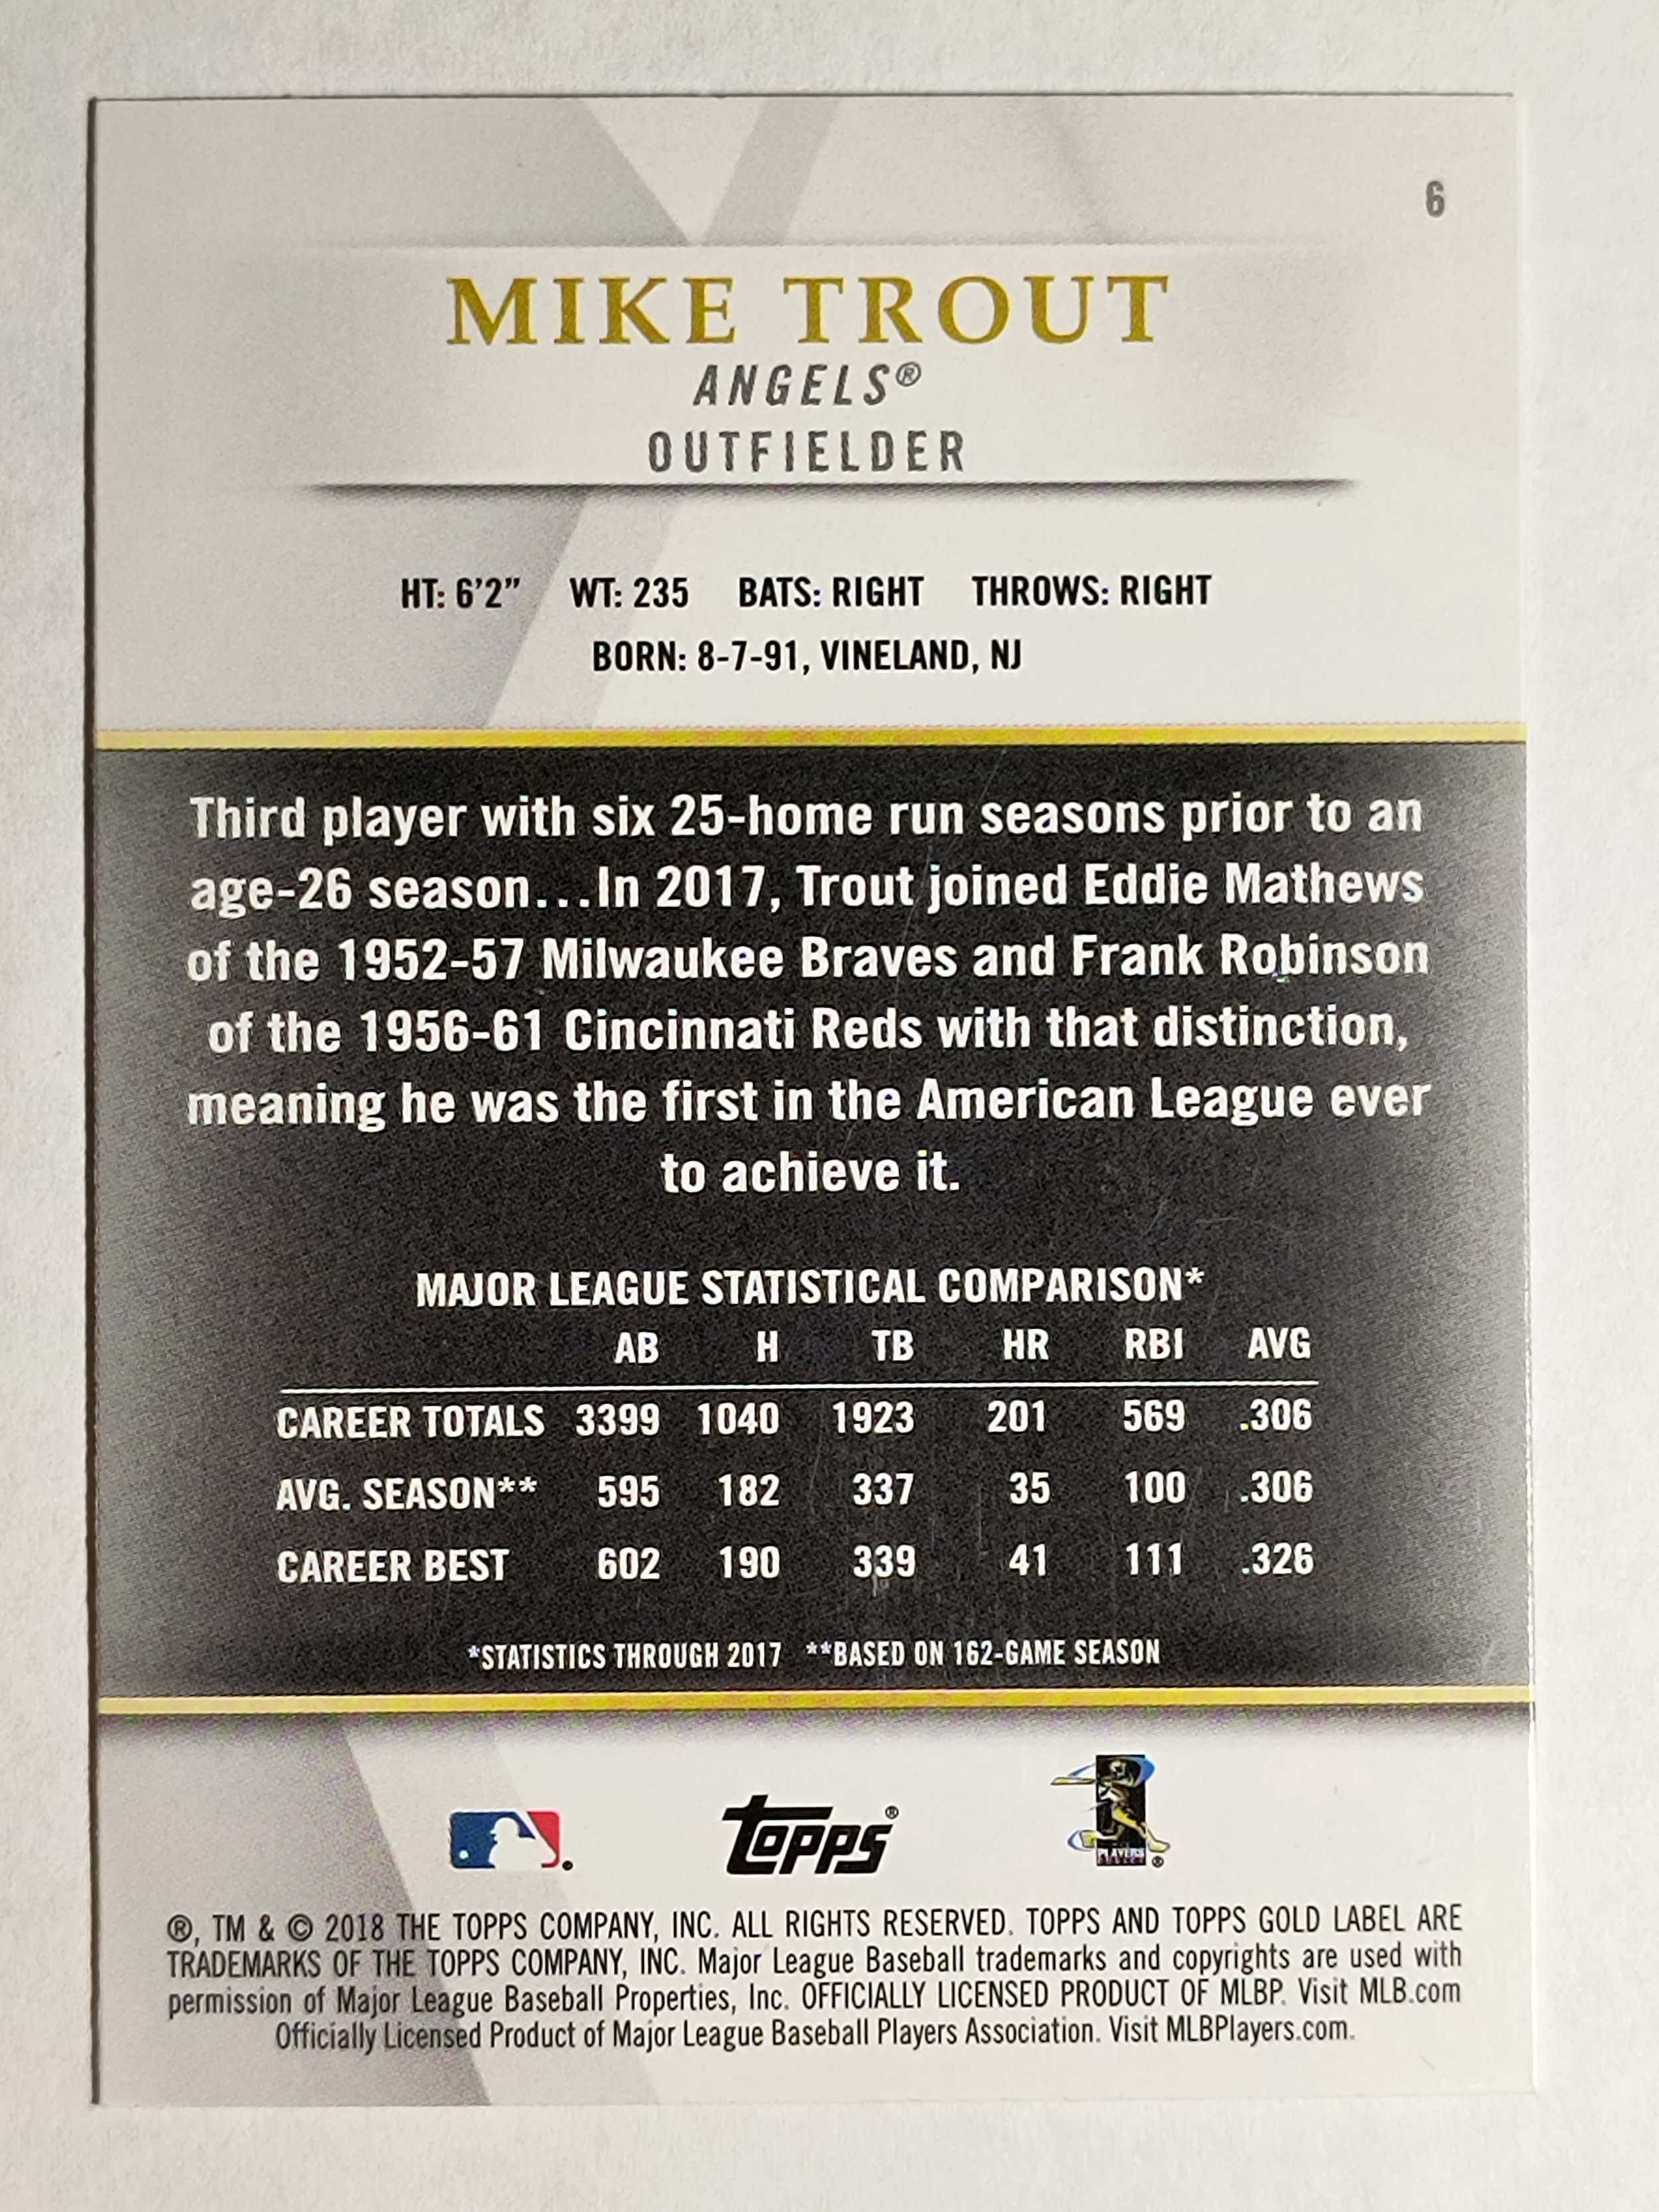 6
MIKE TROUT
ANGELS®
OUTFIELDER
HT: 6'2" WT: 235 BATS: RIGHT THROWS: RIGHT
BORN: 8-7-91, VINELAND, NJ
Third player with six 25-home run seasons prior to an
age-26 season...In 2017, Trout joined Eddie Mathews
of the 1952-57 Milwaukee Braves and Frank Robinson
of the 1956-61 Cincinnati Reds with that distinction,
meaning he was the first in the American League ever
to achieve it.
MAJOR LEAGUE STATISTICAL COMPARISON*
AB H TB HR RBI AVG
CAREER TOTALS 3399 1040 1923 201 569 .306
AVG. SEASON** 595 182 337 35 100 .306
CAREER BEST 602 190 339 41 111 .326
*STATISTICS THROUGH 2017 **BASED ON 162-GAME SEASON
Topps®
PLAYERS
®, TM & © 2018 THE TOPPS COMPANY, INC. ALL RIGHTS RESERVED. TOPPS AND TOPPS GOLD LABEL ARE
TRADEMARKS OF THE TOPPS COMPANY, INC. Major League Baseball trademarks and copyrights are used with
permission of Major League Baseball Properties, Inc. OFFICIALLY LICENSED PRODUCT OF MLBP. Visit MLB.com
Officially Licensed Product of Major League Baseball Players Association. Visit MLBPlayers.com.